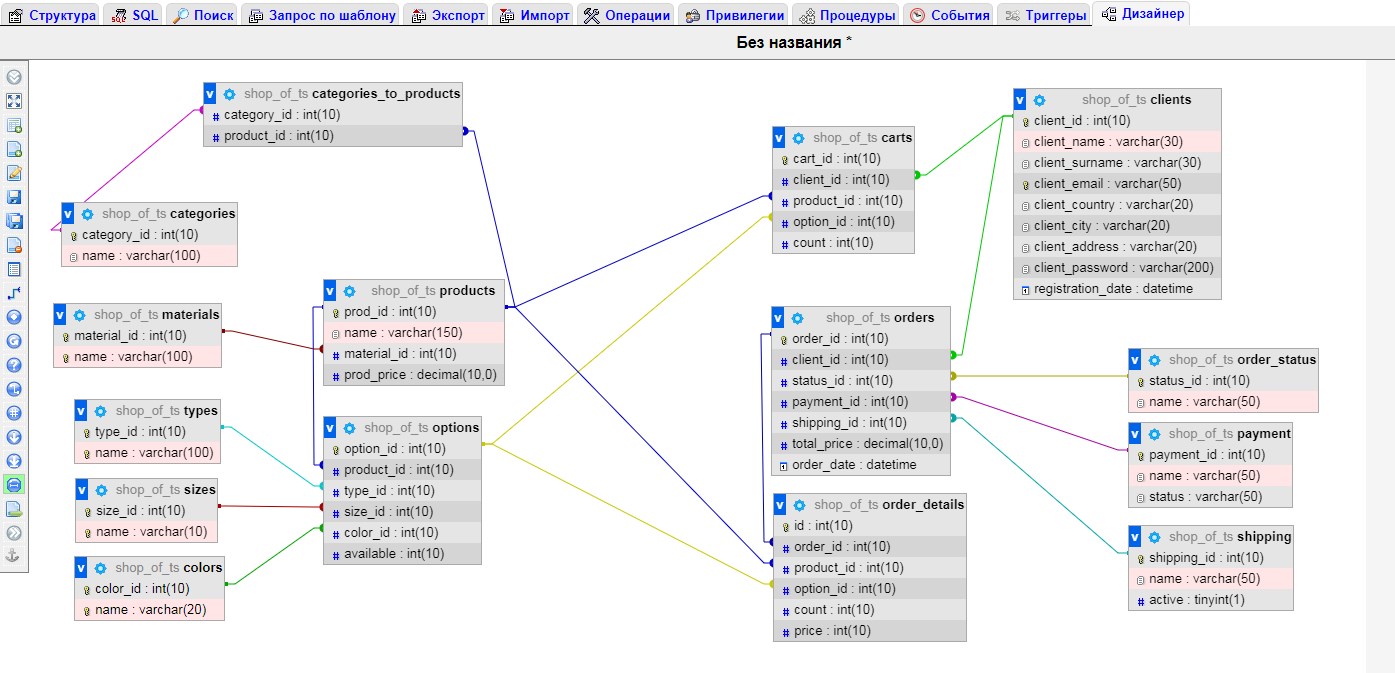 Структура SQL Поиск Запрос по шаблону Экспорт Импорт Операции Привилегии Процедуры События Триггеры Дизайнер
Без названия *
v shop_of_ts categories_to_products
# category_id : int(10)
# product_id : int(10)
v shop_of_ts categories
category_id : int(10)
name : varchar(100)
v shop_of_ts materials
material_id : int(10)
name : varchar(100)
v shop_of_ts types
type_id : int(10)
name : varchar(100)
v shop_of_ts sizes
size_id : int(10)
name : varchar(10)
v shop_of_ts colors
color_id : int(10)
name : varchar(20)
v shop_of_ts products
prod_id : int(10)
name : varchar(150)
# material_id : int(10)
# prod_price : decimal(10,0)
v shop_of_ts options
option_id : int(10)
# product_id : int(10)
# type_id : int(10)
# size_id : int(10)
# color_id : int(10)
# available : int(10)
v shop_of_ts carts
cart_id : int(10)
# client_id : int(10)
# product_id : int(10)
# option_id : int(10)
# count : int(10)
v shop_of_ts clients
client_id : int(10)
client_name : varchar(30)
client_surname : varchar(30)
client_email : varchar(50)
client_country : varchar(20)
client_city : varchar(20)
client_address : varchar(20)
client_password : varchar(200)
registration_date : datetime
v shop_of_ts orders
order_id : int(10)
# client_id : int(10)
# status_id : int(10)
# payment_id : int(10)
# shipping_id : int(10)
# total_price : decimal(10,0)
order_date : datetime
v shop_of_ts order_details
id : int(10)
# order_id : int(10)
# product_id : int(10)
# option_id : int(10)
# count : int(10)
# price : int(10)
v shop_of_ts order_status
status_id : int(10)
name : varchar(50)
v shop_of_ts payment
payment_id : int(10)
name : varchar(50)
status : varchar(50)
v shop_of_ts shipping
shipping_id : int(10)
name : varchar(50)
# active : tinyint(1)